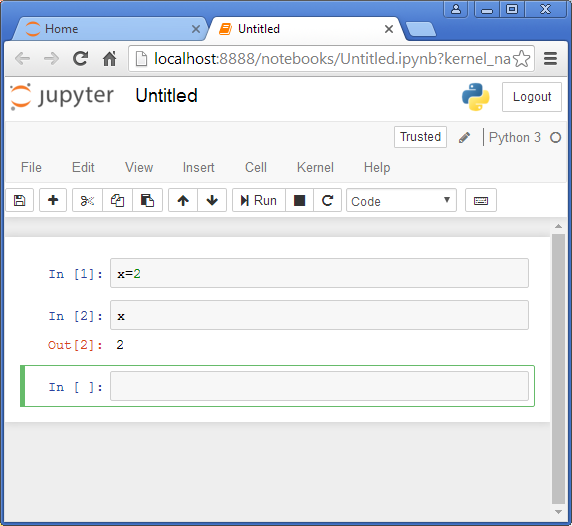 Home
Untitled
localhost:8888/notebooks/Untitled.ipynb?kernel_na
jupyter Untitled
Logout
Trusted
Python 3
File Edit View Insert Cell Kernel Help
Run
Code
In [1]: x=2
In [2]: x
Out[2]: 2
In [ ]: